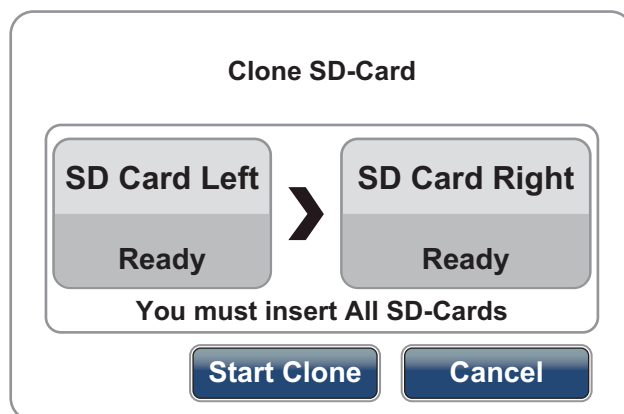 Clone SD-Card
SD Card Left
Ready
SD Card Right
Ready
You must insert All SD-Cards
Start Clone
Cancel